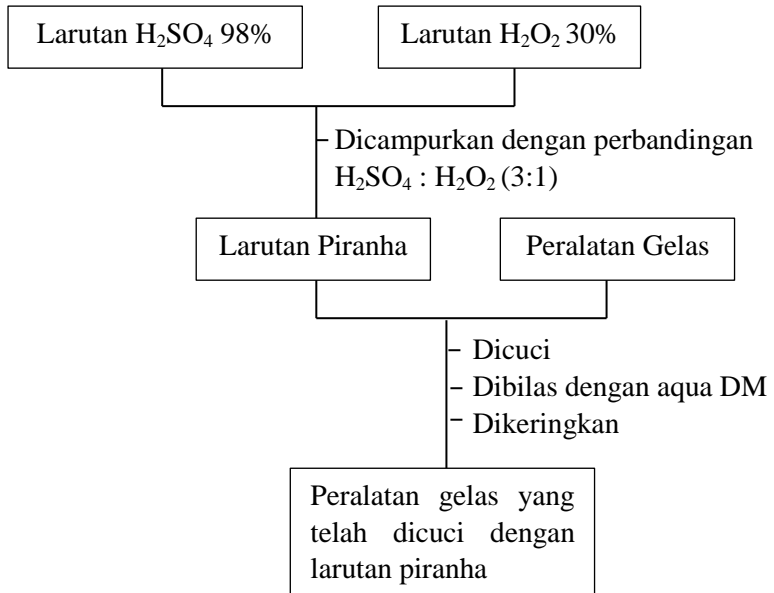 Larutan H₂SO₄ 98%
Larutan H₂O₂ 30%
Dicampurkan dengan perbandingan
H₂SO₄ : H₂O₂ (3:1)
Larutan Piranha
Peralatan Gelas
Dicuci
Dibilas dengan aqua DM
Dikeringkan
Peralatan gelas yang
telah dicuci dengan
larutan piranha